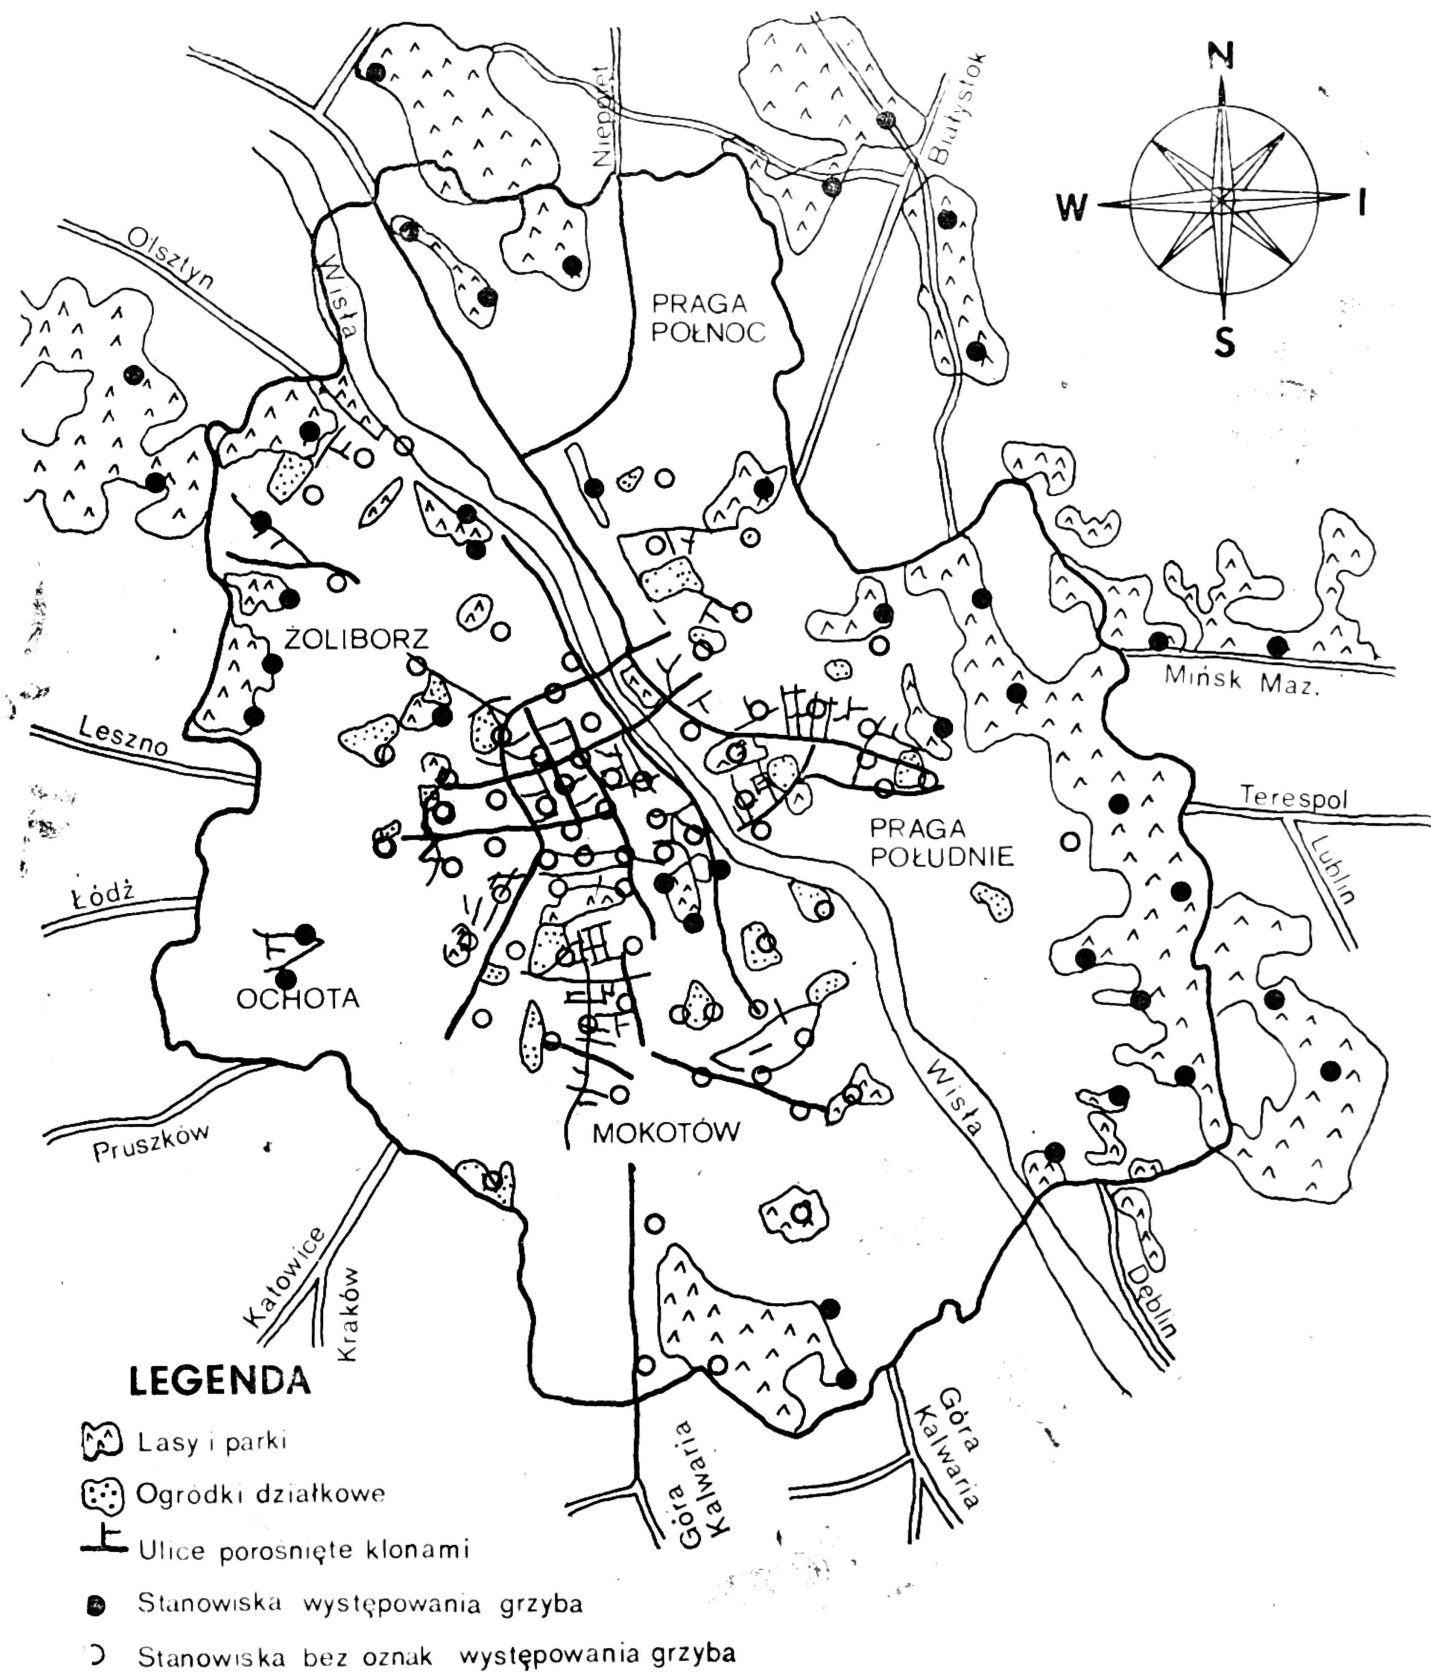 N
W
I
S
Nieporęt
Białystok
Olsztyn
Wisła
PRAGA
PÓŁNOC
ŻOLIBORZ
Mińsk Maz.
Leszno
Terespol
Lublin
PRAGA
POŁUDNIE
Łódź
OCHOTA
Wisła
MOKOTÓW
Pruszków
Katowice
Kraków
Dęblin
Góra
Kalwaria
Góra
Kalwaria
LEGENDA
Lasy i parki
Ogródki działkowe
Ulice porośnięte klonami
Stanowiska występowania grzyba
Stanowiska bez oznak występowania grzyba